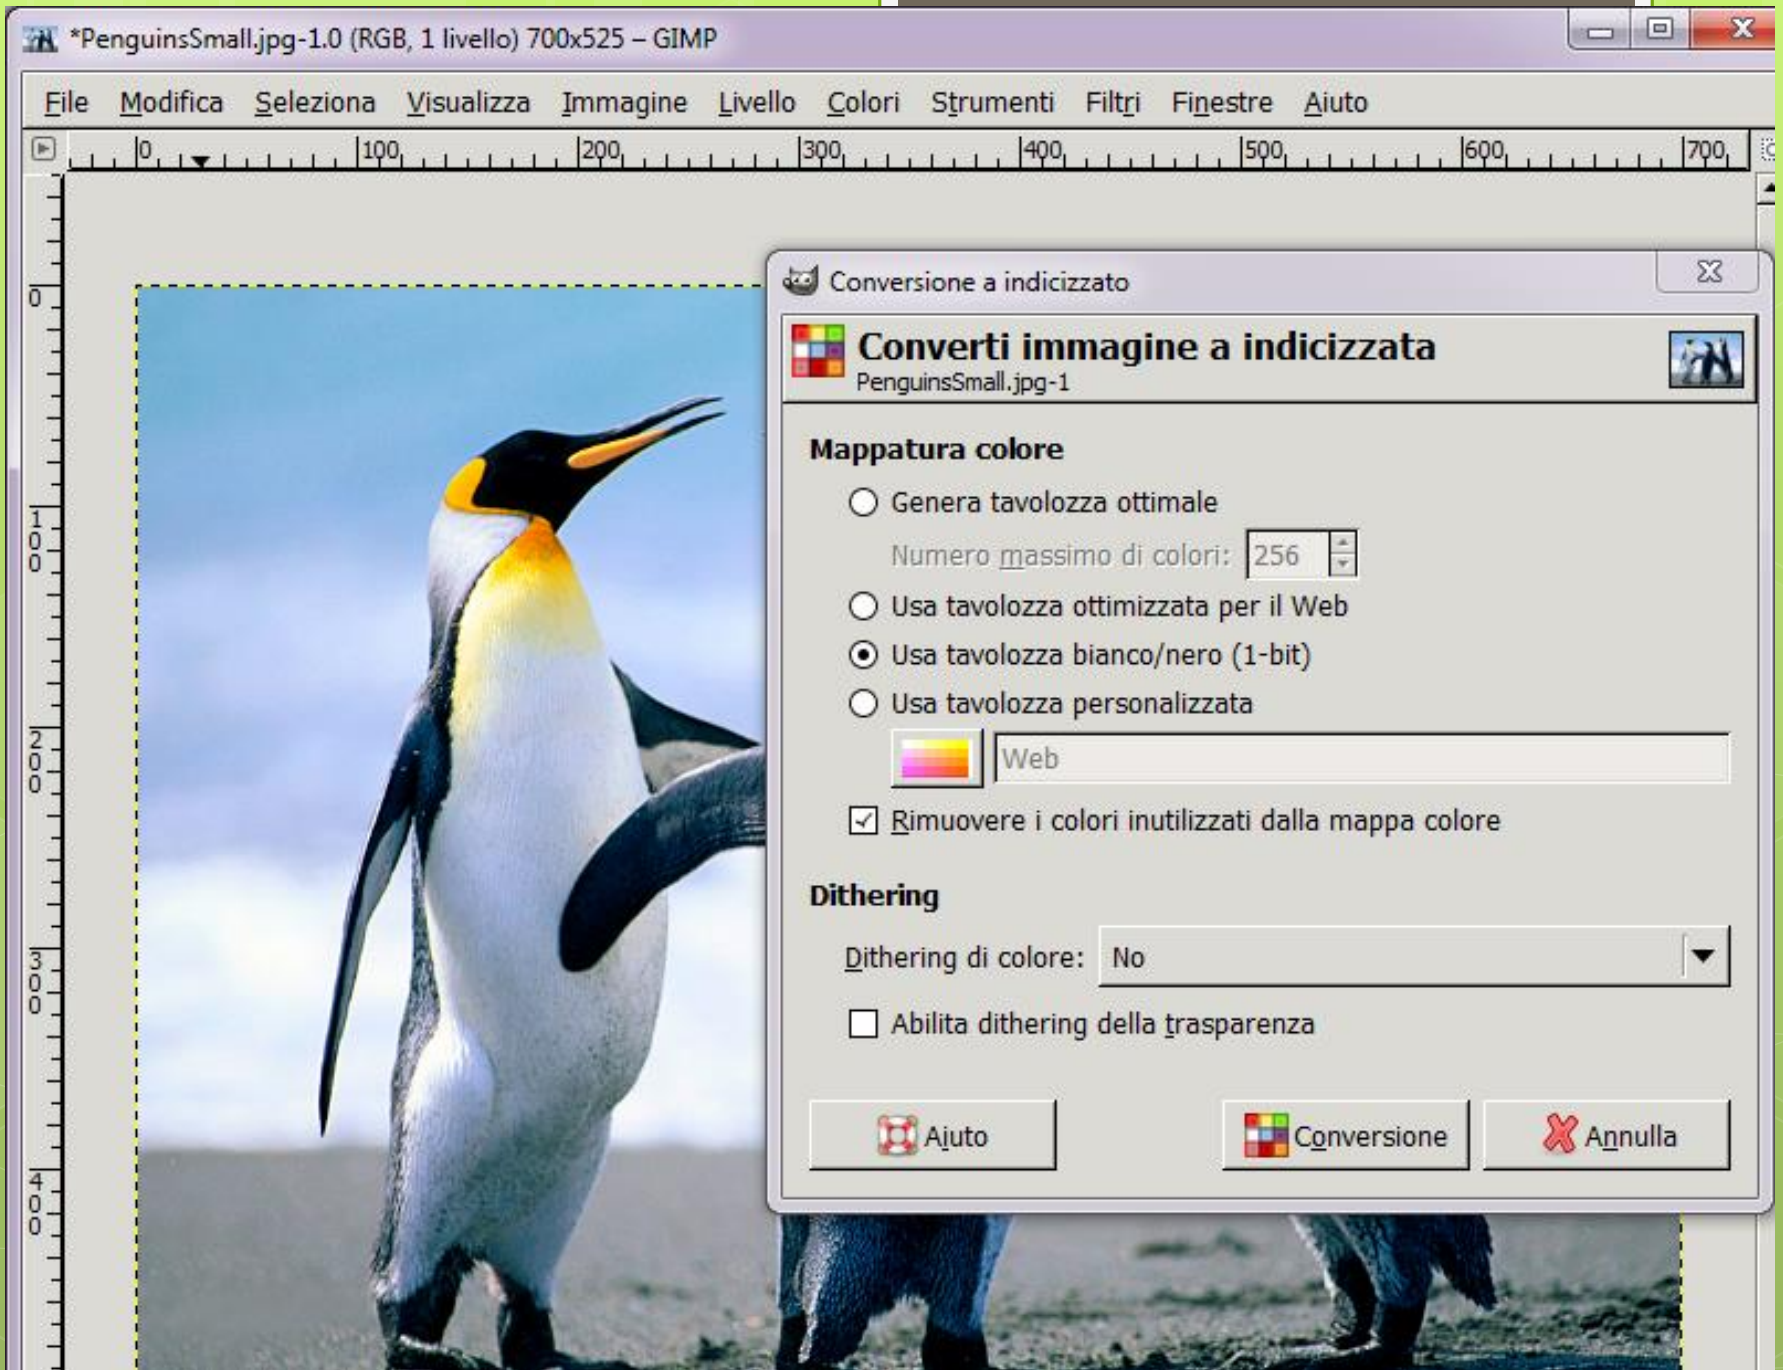 *PenguinsSmall.jpg-1.0 (RGB, 1 livello) 700x525 – GIMP
File Modifica Seleziona Visualizza Immagine Livello Colori Strumenti Filtri Finestre Aiuto
0 100 200 300 400 500 600 700
0
100
200
300
400
Conversione a indicizzato
Converti immagine a indicizzata
PenguinsSmall.jpg-1
Mappatura colore
Genera tavolozza ottimale
Numero massimo di colori: 256
Usa tavolozza ottimizzata per il Web
Usa tavolozza bianco/nero (1-bit)
Usa tavolozza personalizzata
Web
Rimuovere i colori inutilizzati dalla mappa colore
Dithering
Dithering di colore: No
Abilita dithering della trasparenza
Aiuto Conversione Annulla